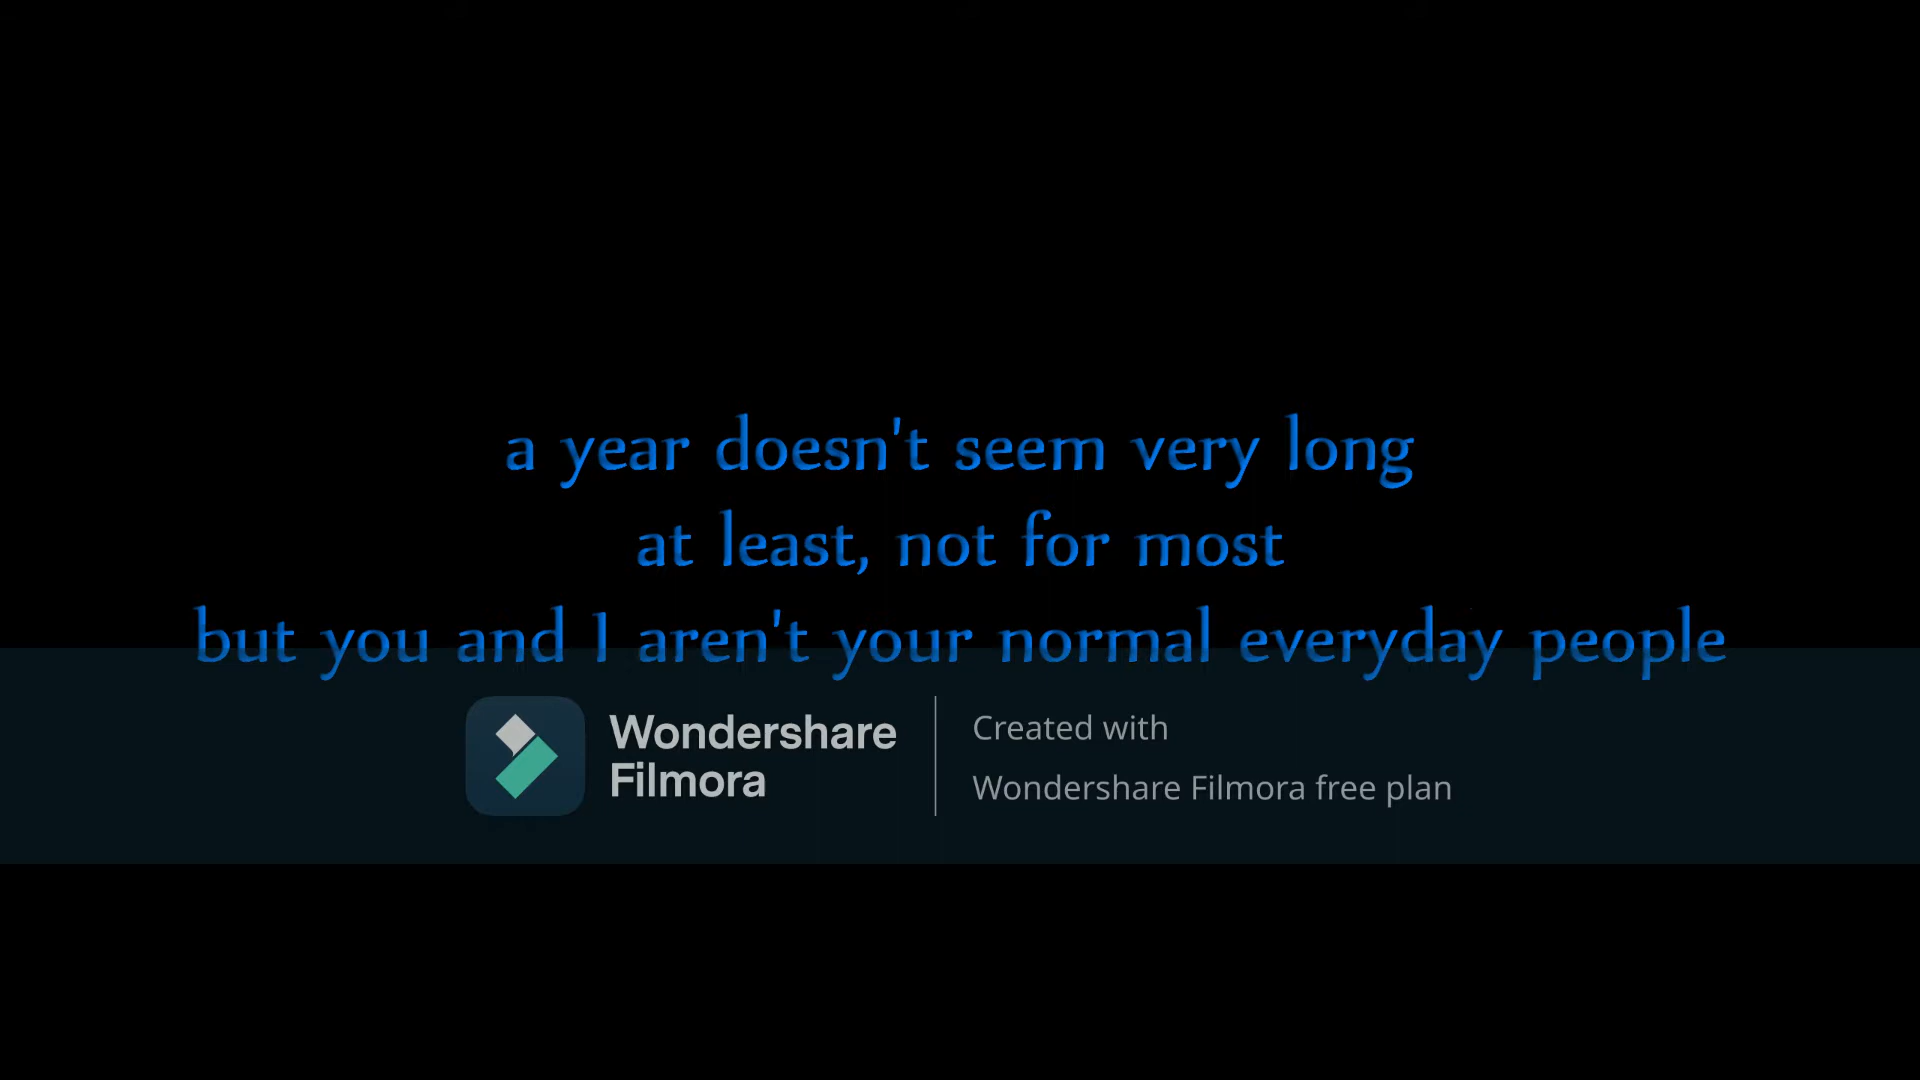 a year doesn't seem very long
at least, not for most
but you and I aren't your normal everyday people
Wondershare
Filmora
Created with
Wondershare Filmora free plan